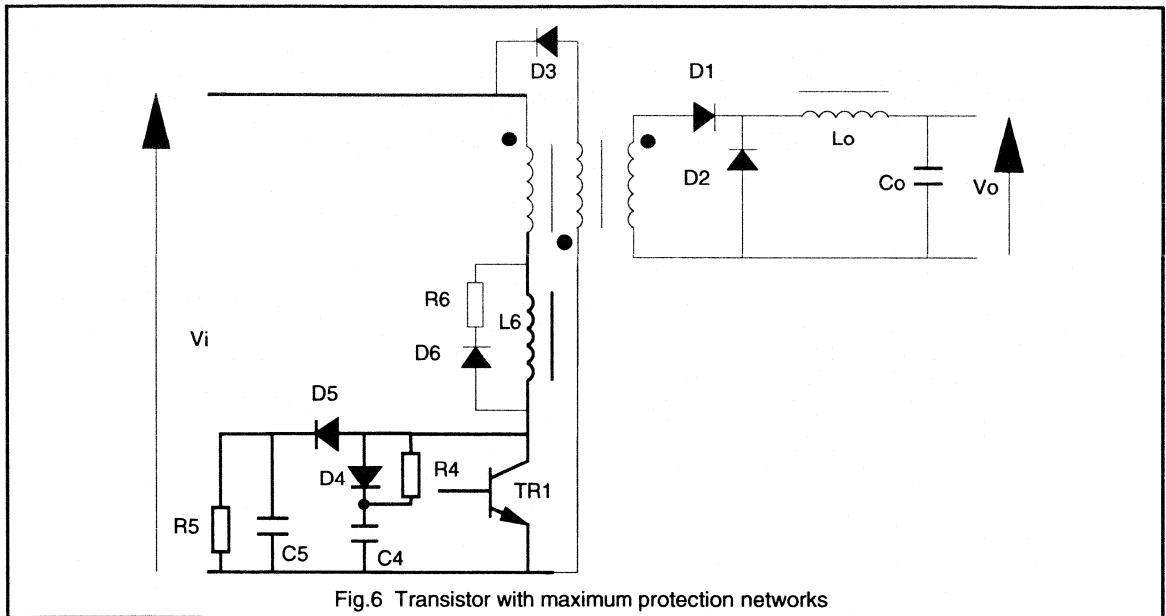 D3
D1
Lo
D2
Co
Vo
R6
L6
Vi
D6
D5
D4
R4
TR1
R5
C5
C4
Fig.6 Transistor with maximum protection networks